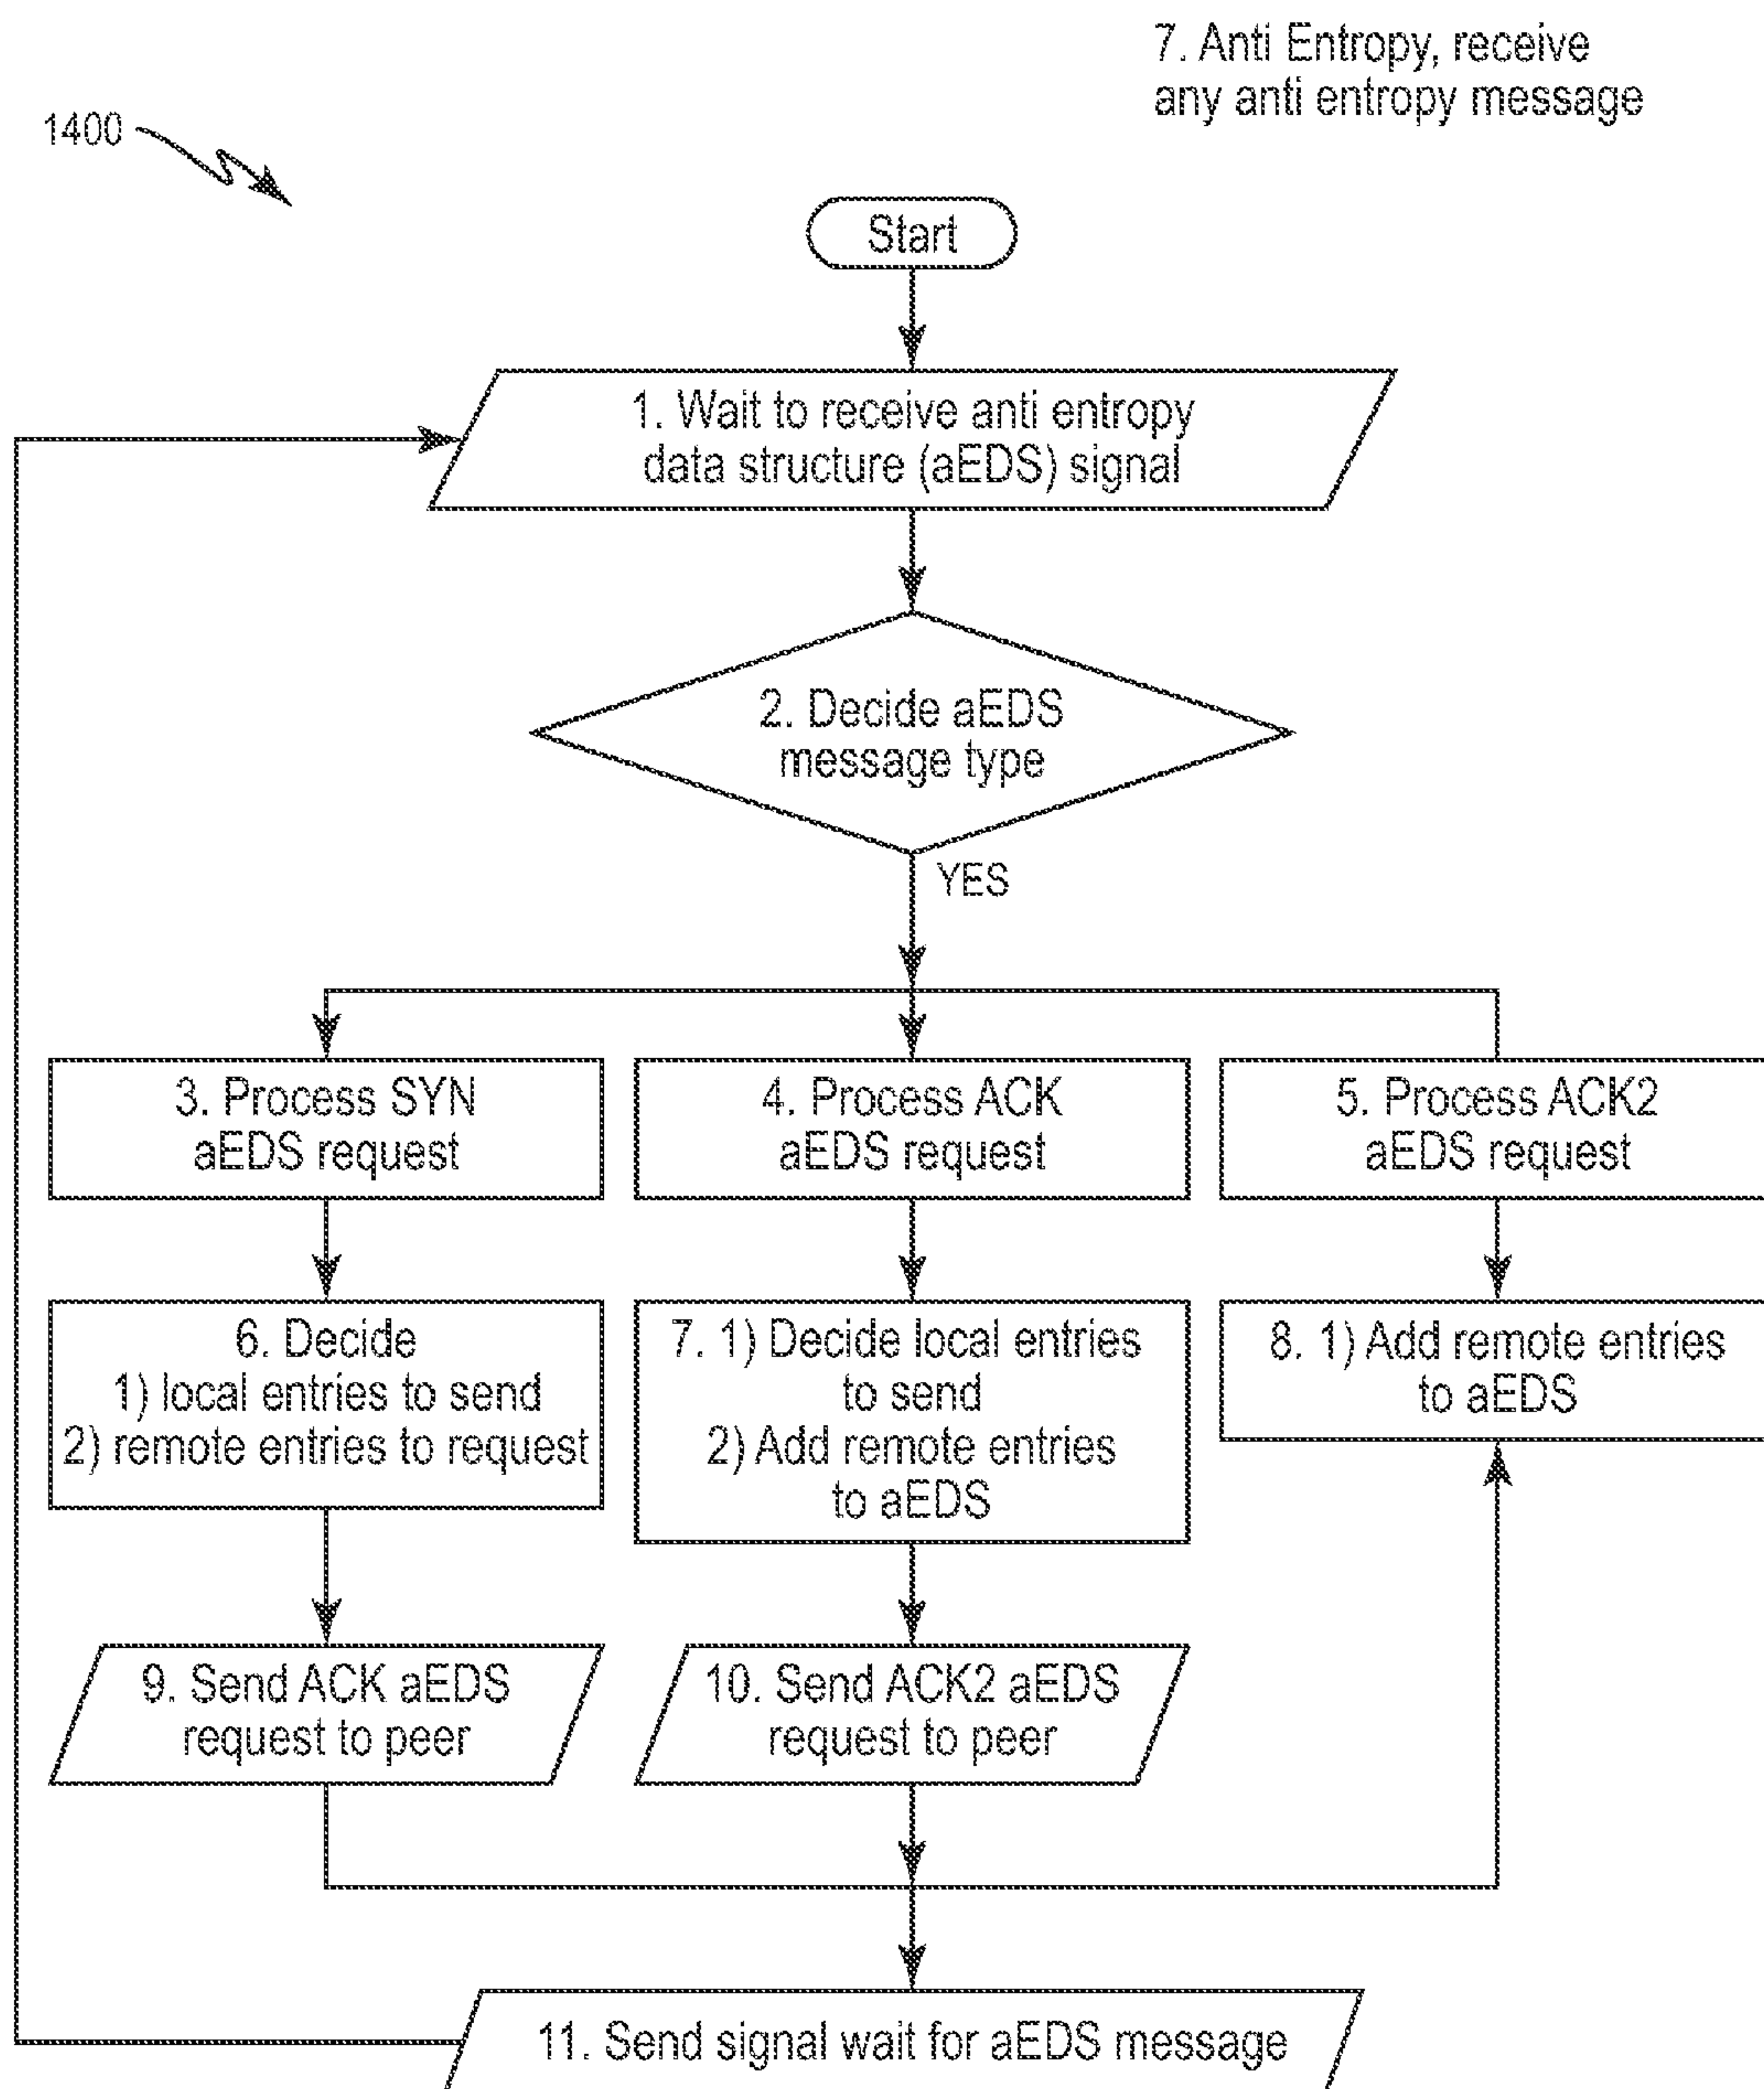 7. Anti Entropy, receive
any anti entropy message
1400
Start
1. Wait to receive anti entropy
data structure (aEDS) signal
2. Decide aEDS
message type
YES
3. Process SYN
aEDS request
4. Process ACK
aEDS request
5. Process ACK2
aEDS request
6. Decide
1) local entries to send
2) remote entries to request
7. 1) Decide local entries
to send
2) Add remote entries
to aEDS
8. 1) Add remote entries
to aEDS
9. Send ACK aEDS
request to peer
10. Send ACK2 aEDS
request to peer
11. Send signal wait for aEDS message